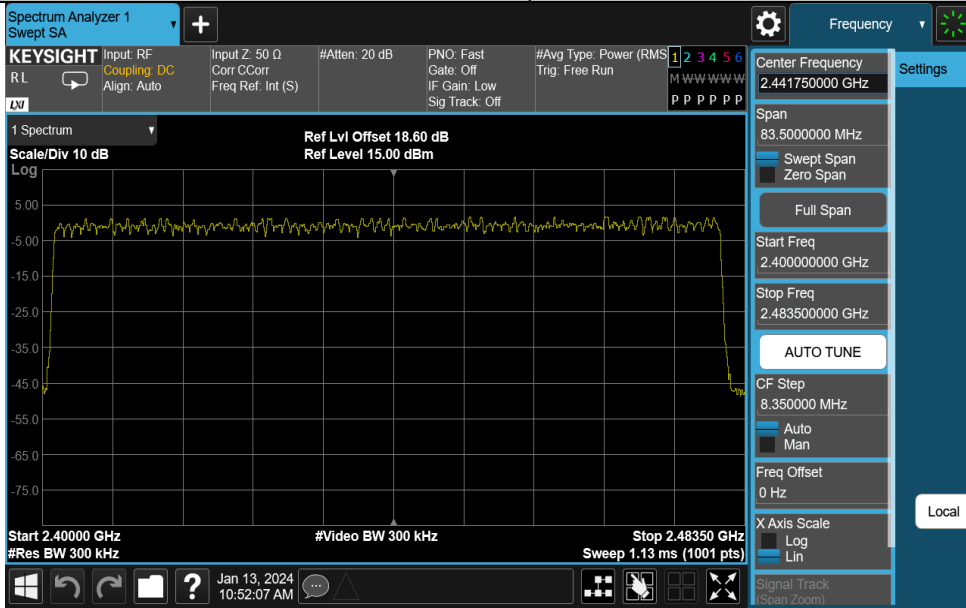 Spectrum Analyzer 1
Swept SA
+
Frequency
KEYSIGHT
RL
LXI
Input: RF
Coupling: DC
Align: Auto
Input Z: 50 Ω
Corr CCorr
Freq Ref: Int (S)
#Atten: 20 dB
PNO: Fast
Gate: Off
IF Gain: Low
Sig Track: Off
#Avg Type: Power (RMS
Trig: Free Run
1 2 3 4 5 6
M W W W W W
P P P P P P
1 Spectrum
Scale/Div 10 dB
Ref Lvl Offset 18.60 dB
Ref Level 15.00 dBm
Log
5.00
-5.00
-15.0
-25.0
-35.0
-45.0
-55.0
-65.0
-75.0
Start 2.40000 GHz
#Video BW 300 kHz
Stop 2.48350 GHz
#Res BW 300 kHz
Sweep 1.13 ms (1001 pts)
?
Jan 13, 2024
10:52:07 AM
Center Frequency
2.441750000 GHz
Settings
Span
83.5000000 MHz
Swept Span
Zero Span
Full Span
Start Freq
2.400000000 GHz
Stop Freq
2.483500000 GHz
AUTO TUNE
CF Step
8.350000 MHz
Auto
Man
Freq Offset
0 Hz
Local
X Axis Scale
Log
Lin
Signal Track
(Span Zoom)